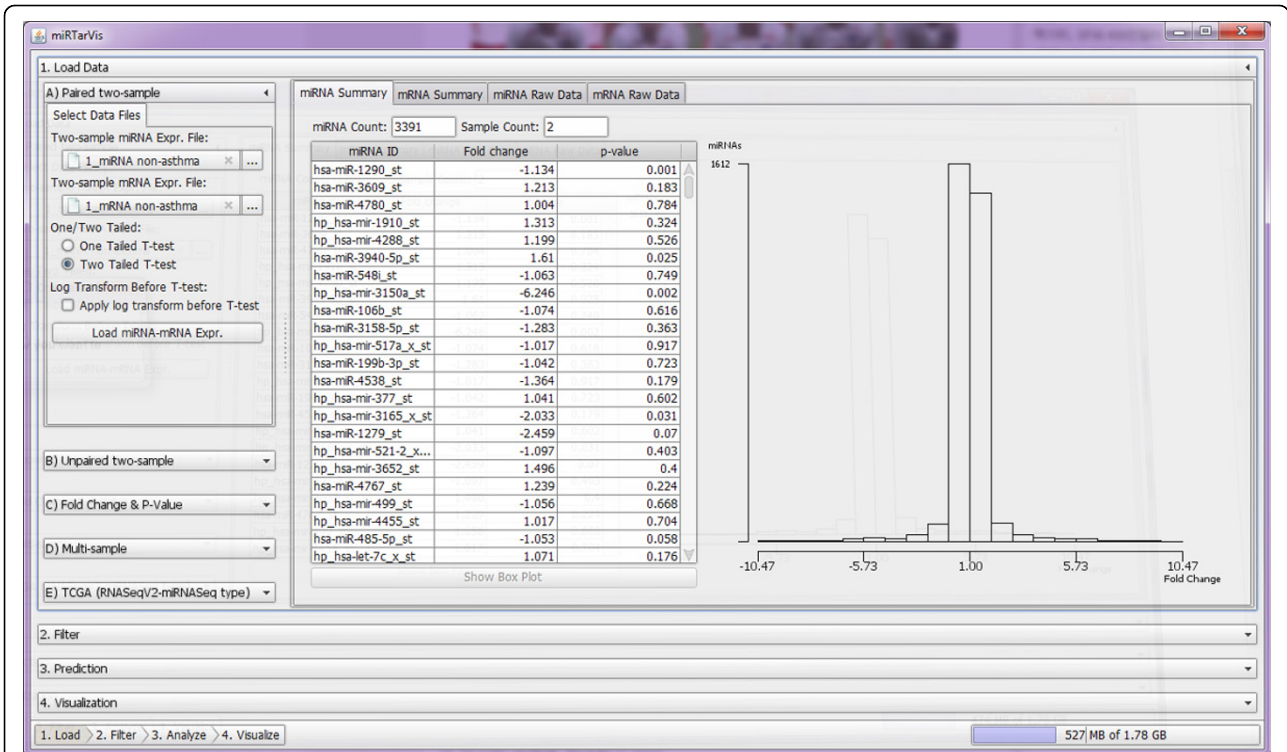 miRTarVis
1. Load Data
A) Paired two-sample
Select Data Files
Two-sample miRNA Expr. File:
1_miRNA non-asthma
...
Two-sample mRNA Expr. File:
1_mRNA non-asthma
...
One/Two Tailed:
One Tailed T-test
Two Tailed T-test
Log Transform Before T-test:
Apply log transform before T-test
Load miRNA-mRNA Expr.
B) Unpaired two-sample
C) Fold Change & P-Value
D) Multi-sample
E) TCGA (RNASeqV2-miRNASeq type)
miRNA Summary mRNA Summary miRNA Raw Data mRNA Raw Data
miRNA Count: 3391 Sample Count: 2
miRNA ID Fold change p-value
hsa-miR-1290_st -1.134 0.001
hsa-miR-3609_st 1.213 0.183
hsa-miR-4780_st 1.004 0.784
hp_hsa-mir-1910_st 1.313 0.324
hp_hsa-mir-4288_st 1.199 0.526
hsa-miR-3940-5p_st 1.61 0.025
hsa-miR-548i_st -1.063 0.749
hp_hsa-mir-3150a_st -6.246 0.002
hsa-miR-106b_st -1.074 0.616
hsa-miR-3158-5p_st -1.283 0.363
hp_hsa-mir-517a_x_st -1.017 0.917
hsa-miR-199b-3p_st -1.042 0.723
hsa-miR-4538_st -1.364 0.179
hp_hsa-mir-377_st 1.041 0.602
hp_hsa-mir-3165_x_st -2.033 0.031
hsa-miR-1279_st -2.459 0.07
hp_hsa-mir-521-2_x... -1.097 0.403
hp_hsa-mir-3652_st 1.496 0.4
hsa-miR-4767_st 1.239 0.224
hp_hsa-mir-499_st -1.056 0.668
hp_hsa-mir-4455_st 1.017 0.704
hsa-miR-485-5p_st -1.053 0.058
hp_hsa-let-7c_x_st 1.071 0.176
Show Box Plot
miRNAs
1612
-10.47 -5.73 1.00 5.73 10.47
Fold Change
2. Filter
3. Prediction
4. Visualization
1. Load 2. Filter 3. Analyze 4. Visualize
527 MB of 1.78 GB